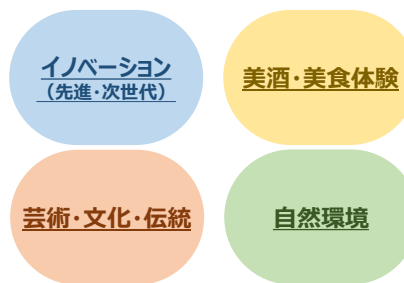 イノベーション
（先進・次世代）
美酒・美食体験
芸術・文化・伝統
自然環境